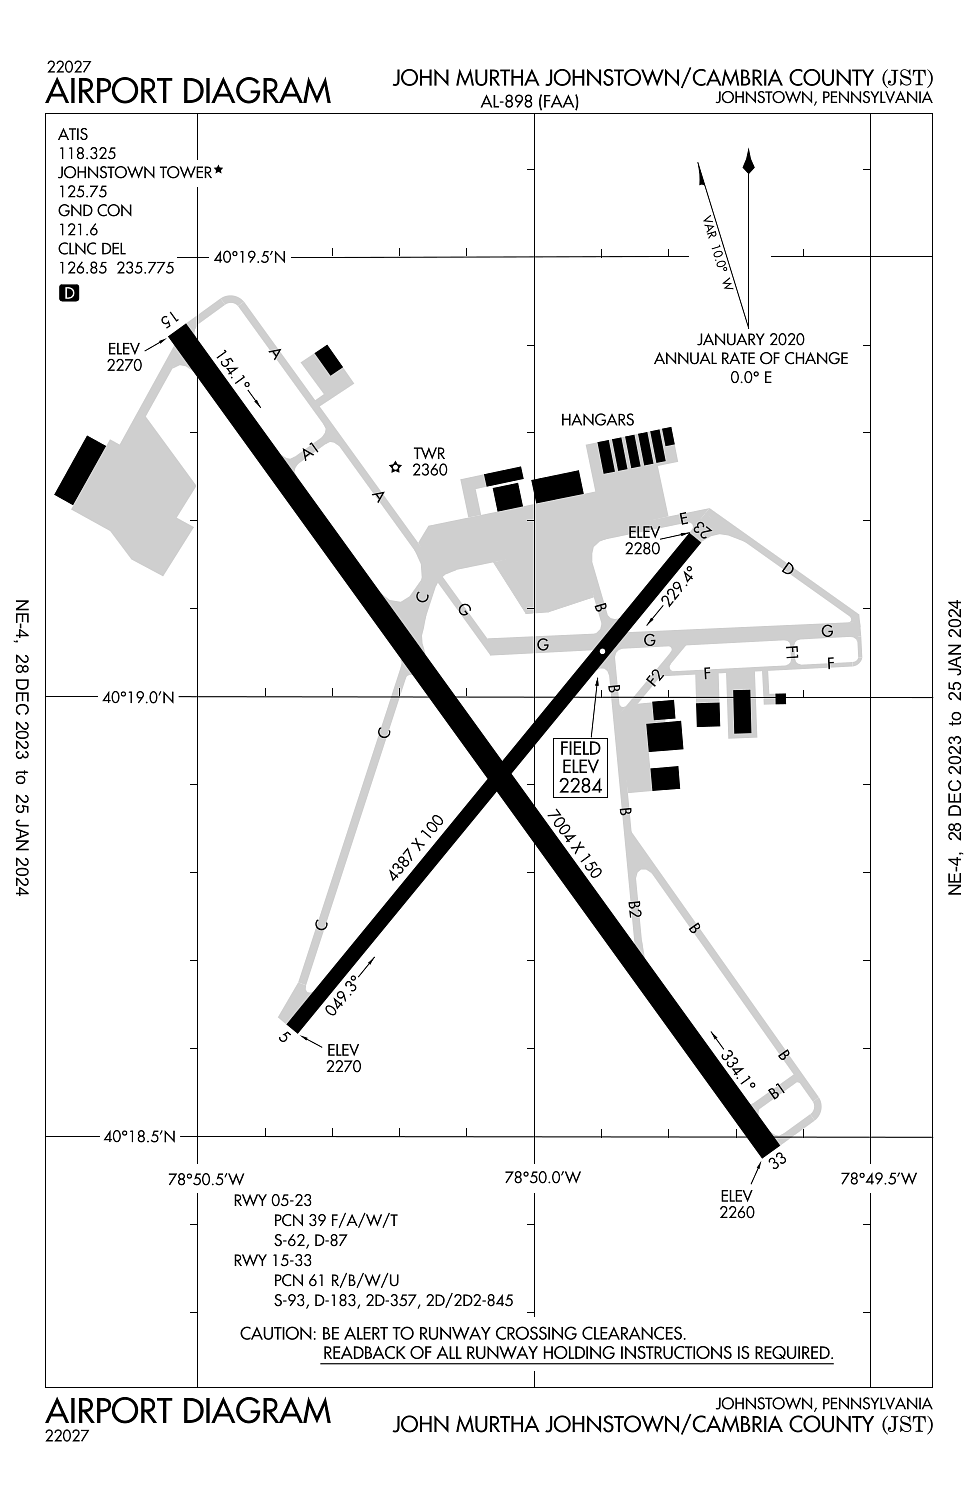 22027
AIRPORT DIAGRAM
JOHN MURTHA JOHNSTOWN/CAMBRIA COUNTY (JST)
AL-898 (FAA)
JOHNSTOWN, PENNSYLVANIA
ATIS
118.325
JOHNSTOWN TOWER★
125.75
GND CON
121.6
CLNC DEL
126.85 235.775
D
40°19.5'N
VAR 10.0° W
JANUARY 2020
ANNUAL RATE OF CHANGE
0.0° E
15
ELEV
2270
154.1°
A
A1
A
TWR
2360
HANGARS
E
23
ELEV
2280
229.4°
D
C
G
B
G
G
G
F1
F
F
F2
B
40°19.0'N
C
FIELD
ELEV
2284
4387 X 100
7004 X 150
B
B2
B
C
049.3°
5
ELEV
2270
334.1°
B
B1
40°18.5'N
33
ELEV
2260
78°50.5'W
78°50.0'W
78°49.5'W
RWY 05-23
PCN 39 F/A/W/T
S-62, D-87
RWY 15-33
PCN 61 R/B/W/U
S-93, D-183, 2D-357, 2D/2D2-845
CAUTION: BE ALERT TO RUNWAY CROSSING CLEARANCES.
READBACK OF ALL RUNWAY HOLDING INSTRUCTIONS IS REQUIRED.
NE-4, 28 DEC 2023 to 25 JAN 2024
NE-4, 28 DEC 2023 to 25 JAN 2024
AIRPORT DIAGRAM
22027
JOHNSTOWN, PENNSYLVANIA
JOHN MURTHA JOHNSTOWN/CAMBRIA COUNTY (JST)